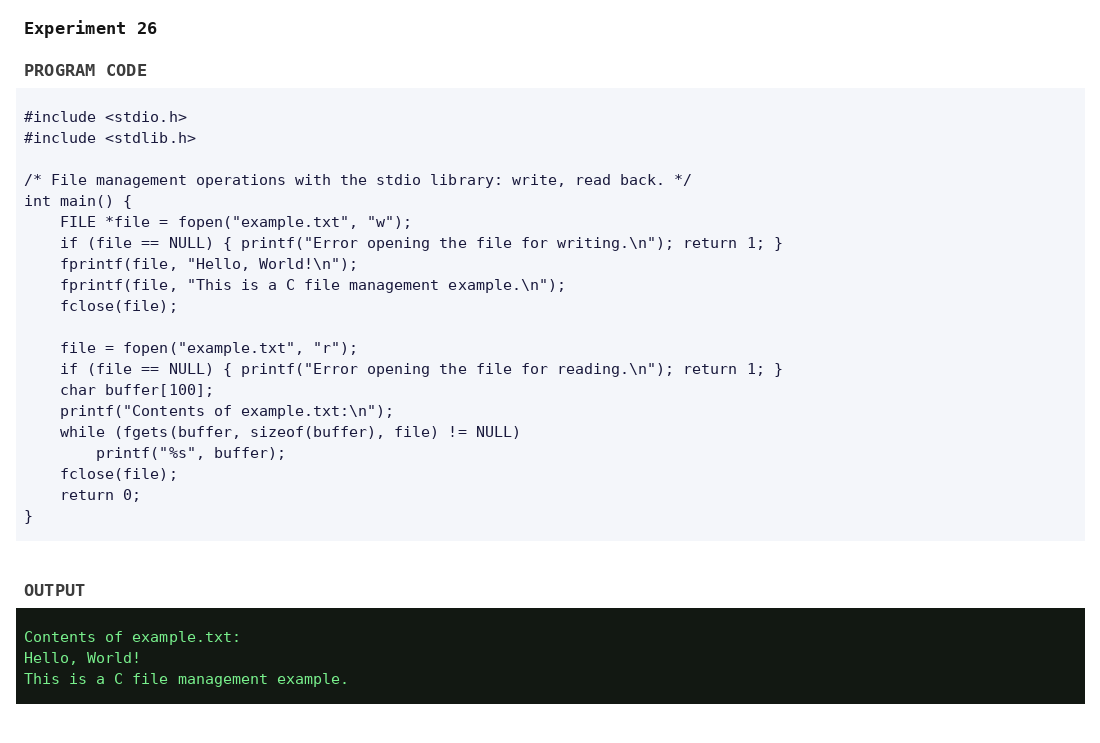 Experiment 26
PROGRAM CODE
#include <stdio.h>
#include <stdlib.h>
/* File management operations with the stdio library: write, read back. */
int main() {
    FILE *file = fopen("example.txt", "w");
    if (file == NULL) { printf("Error opening the file for writing.\n"); return 1; }
    fprintf(file, "Hello, World!\n");
    fprintf(file, "This is a C file management example.\n");
    fclose(file);
    file = fopen("example.txt", "r");
    if (file == NULL) { printf("Error opening the file for reading.\n"); return 1; }
    char buffer[100];
    printf("Contents of example.txt:\n");
    while (fgets(buffer, sizeof(buffer), file) != NULL)
        printf("%s", buffer);
    fclose(file);
    return 0;
}
OUTPUT
Contents of example.txt:
Hello, World!
This is a C file management example.